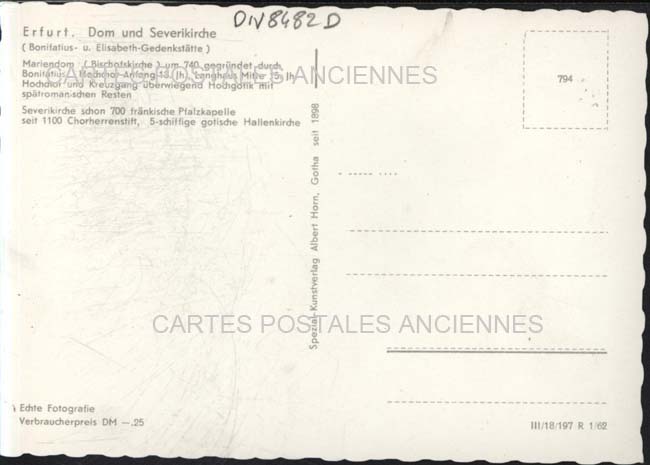 DIV8482D
Erfurt. Dom und Severikirche
( Bonifatius- u. Elisabeth-Gedenkstätte )
Mariendom ( Bischofskirche ) um 740 gegründet durch
Bonifatius. Hochchor Anfang 13. Jh. Langhaus Mitte 15. Jh.
Hochchor und Kreuzgang überwiegend Hochgotik mit
spätromanischen Resten
Severikirche schon 700 fränkische Pfalzkapelle
seit 1100 Chorherrenstift, 5-schiffige gotische Hallenkirche
CARTES POSTALES ANCIENNES
794
Spezial-Kunstverlag Albert Horn, Gotha seit 1898
CARTES POSTALES ANCIENNES
Echte Fotografie
Verbraucherpreis DM —.25
III/18/197 R 1/62